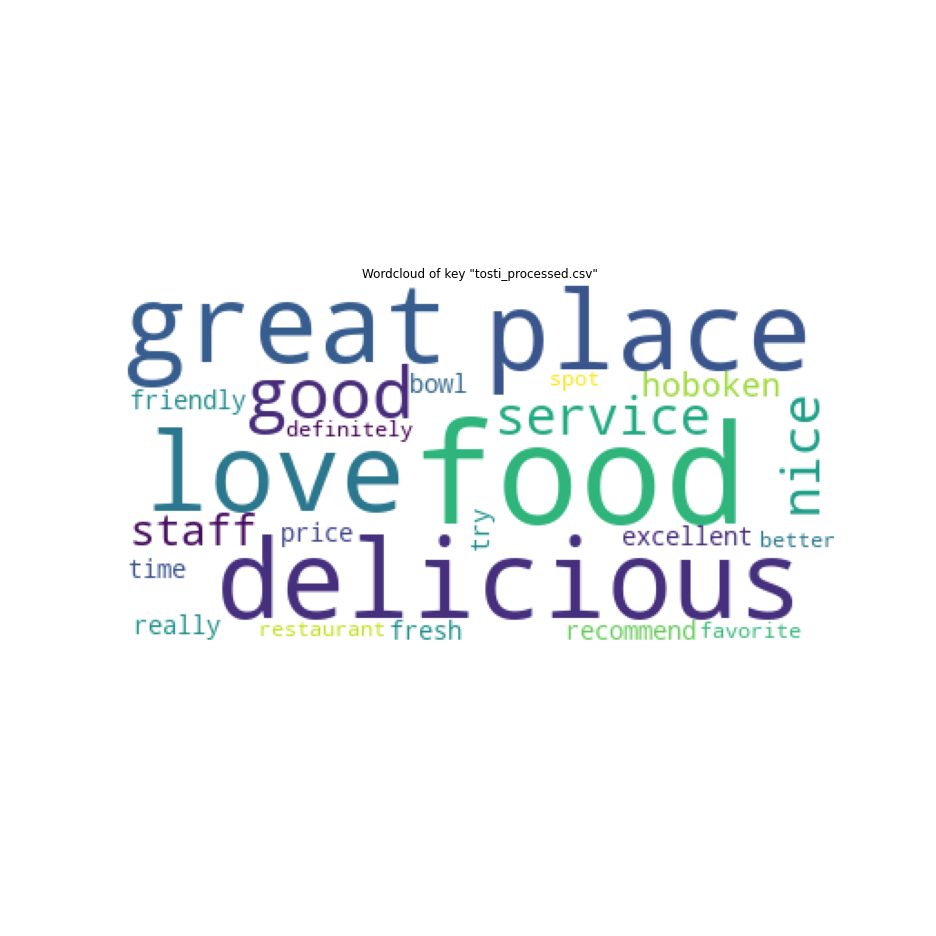 Wordcloud of key "tosti_processed.csv"
great place
good bowl spot hoboken
friendly service nice
definitely
love food
staff price try excellent better
time delicious
really restaurant fresh recommend favorite